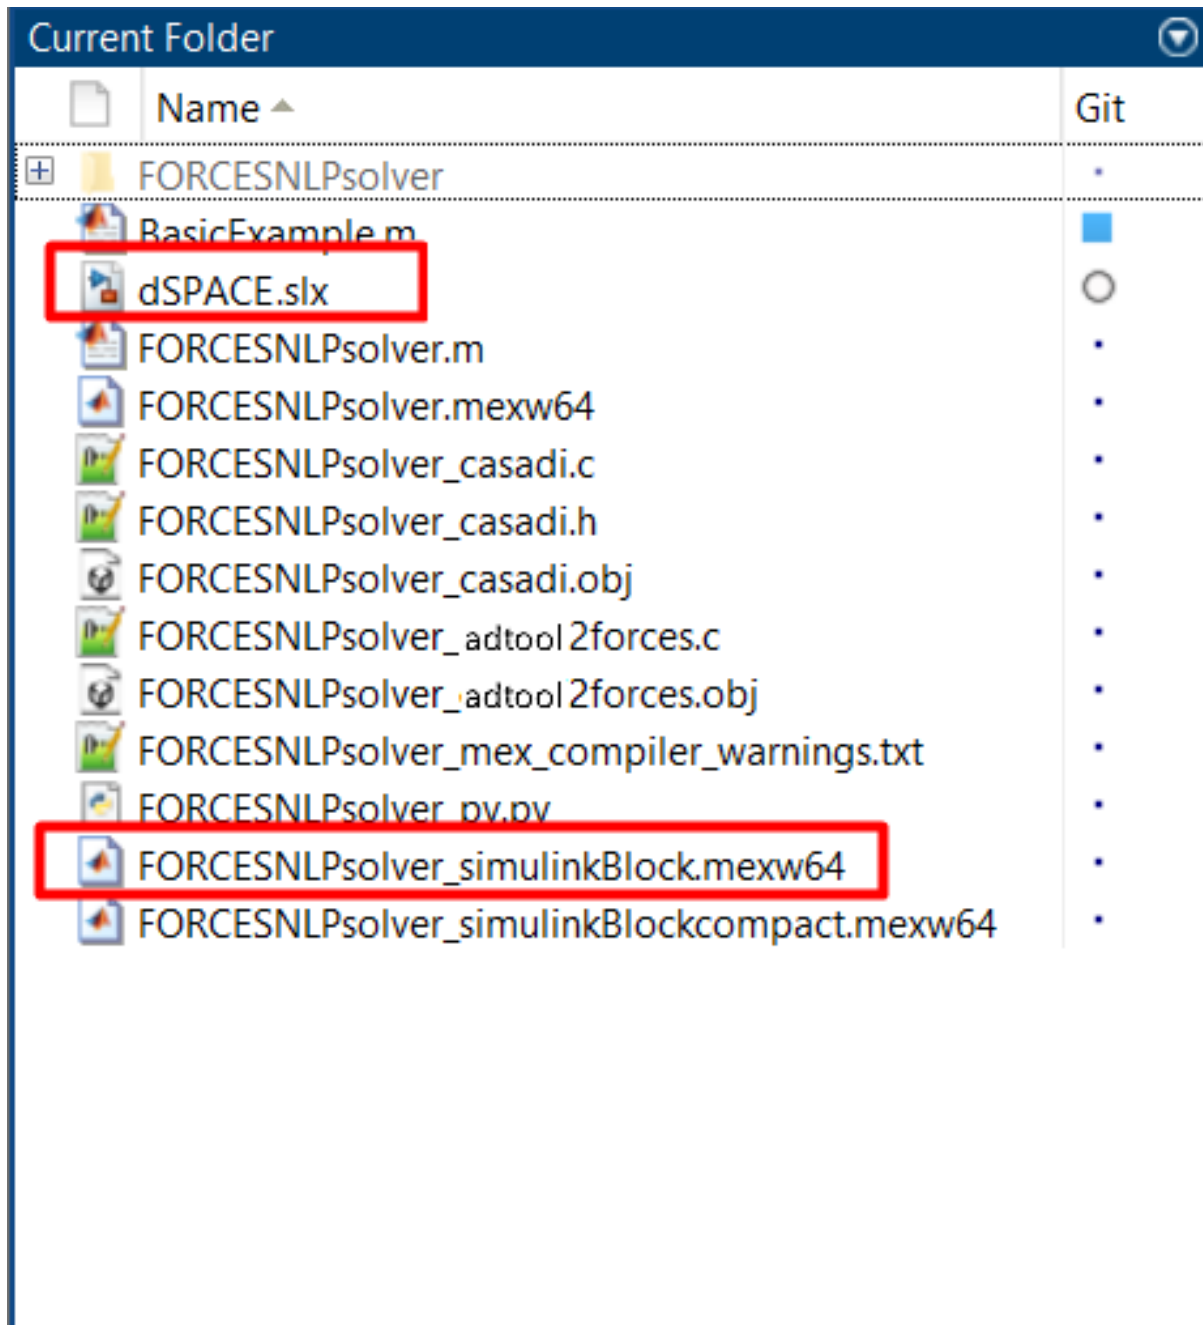 Current Folder
Name Git
FORCESNLPsolver
BasicExample.m
dSPACE.slx
FORCESNLPsolver.m
FORCESNLPsolver.mexw64
FORCESNLPsolver_casadi.c
FORCESNLPsolver_casadi.h
FORCESNLPsolver_casadi.obj
FORCESNLPsolver_adtool2forces.c
FORCESNLPsolver_adtool2forces.obj
FORCESNLPsolver_mex_compiler_warnings.txt
FORCESNLPsolver_py.py
FORCESNLPsolver_simulinkBlock.mexw64
FORCESNLPsolver_simulinkBlockcompact.mexw64